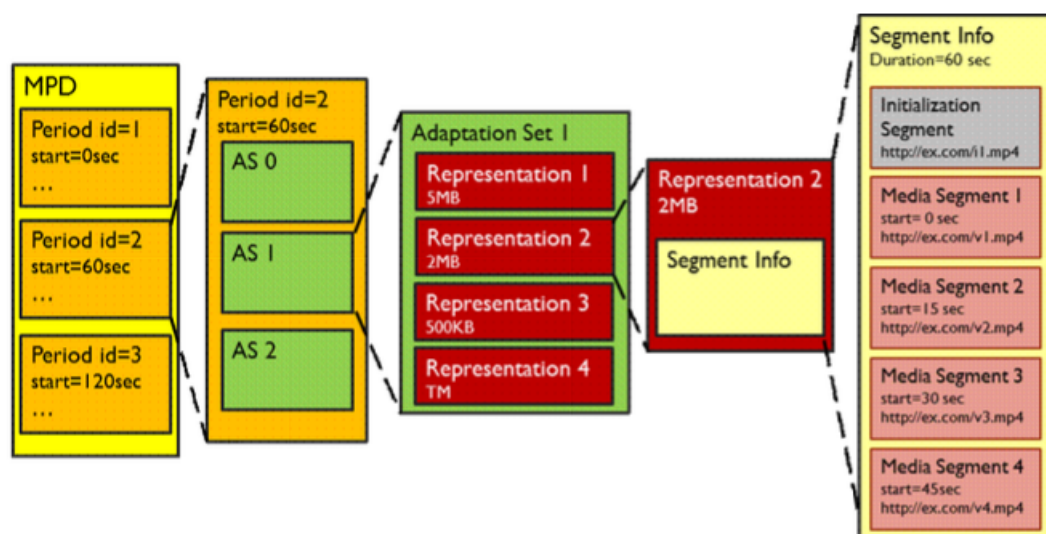 MPD
Period id=1
start=0sec
...
Period id=2
start=60sec
...
Period id=3
start=120sec
...
Period id=2
start=60sec
AS 0
AS 1
AS 2
Adaptation Set 1
Representation 1
5MB
Representation 2
2MB
Representation 3
500KB
Representation 4
TM
Representation 2
2MB
Segment Info
Segment Info
Duration=60 sec
Initialization
Segment
http://ex.com/i1.mp4
Media Segment 1
start= 0 sec
http://ex.com/v1.mp4
Media Segment 2
start=15 sec
http://ex.com/v2.mp4
Media Segment 3
start=30 sec
http://ex.com/v3.mp4
Media Segment 4
start=45sec
http://ex.com/v4.mp4